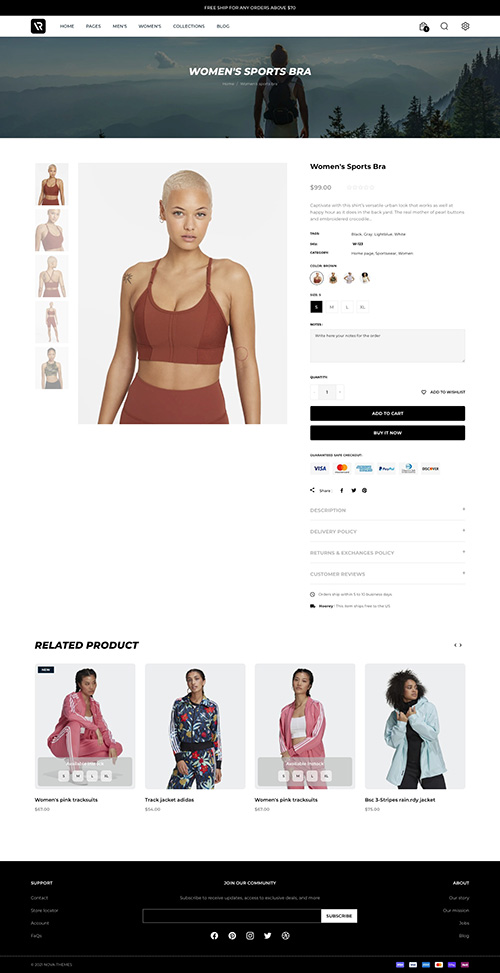 FREE SHIP FOR ANY ORDERS ABOVE $70
HOME
PAGES
MEN'S
WOMEN'S
COLLECTIONS
BLOG
WOMEN'S SPORTS BRA
Home / Women's sports bra
Women's Sports Bra
$99.00
Captivate with this shirt's versatile urban look that works as well at
happy hour as it does in the back yard. The real mother of pearl buttons
and embroidered crocodile...
TAGS:
Black, Gray, Lightblue, White
SKU:
W-123
CATEGORY:
Home page, Sportswear, Women
COLOR: BROWN
SIZE: S
S
M
L
XL
NOTES:
Write here your notes for the order
QUANTITY:
- 1 +
ADD TO WISHLIST
ADD TO CART
BUY IT NOW
GUARANTEED SAFE CHECKOUT:
VISA
mastercard
PayPal
DISCOVER
Share :
DESCRIPTION +
DELIVERY POLICY +
RETURNS & EXCHANGES POLICY +
CUSTOMER REVIEWS +
Orders ship within 5 to 10 business days
Hooray ! This item ships free to the US
RELATED PRODUCT
NEW
S
M
L
XL
S
M
L
XL
Women's pink tracksuits
$67.00
Track jacket adidas
$54.00
Women's pink tracksuits
$67.00
Bsc 3-Stripes rain.rdy jacket
$75.00
SUPPORT
Contact
Store locator
Account
FAQs
JOIN OUR COMMUNITY
Subscribe to receive updates, access to exclusive deals, and more
SUBSCRIBE
ABOUT
Our story
Our mission
Jobs
Blog
© 2021 NOVA THEMES